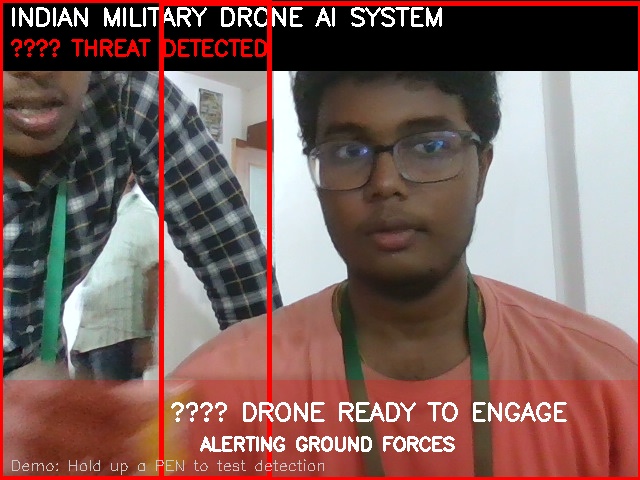 INDIAN MILITARY DRONE AI SYSTEM
???? THREAT DETECTED
???? DRONE READY TO ENGAGE
ALERTING GROUND FORCES
Demo: Hold up a PEN to test detection